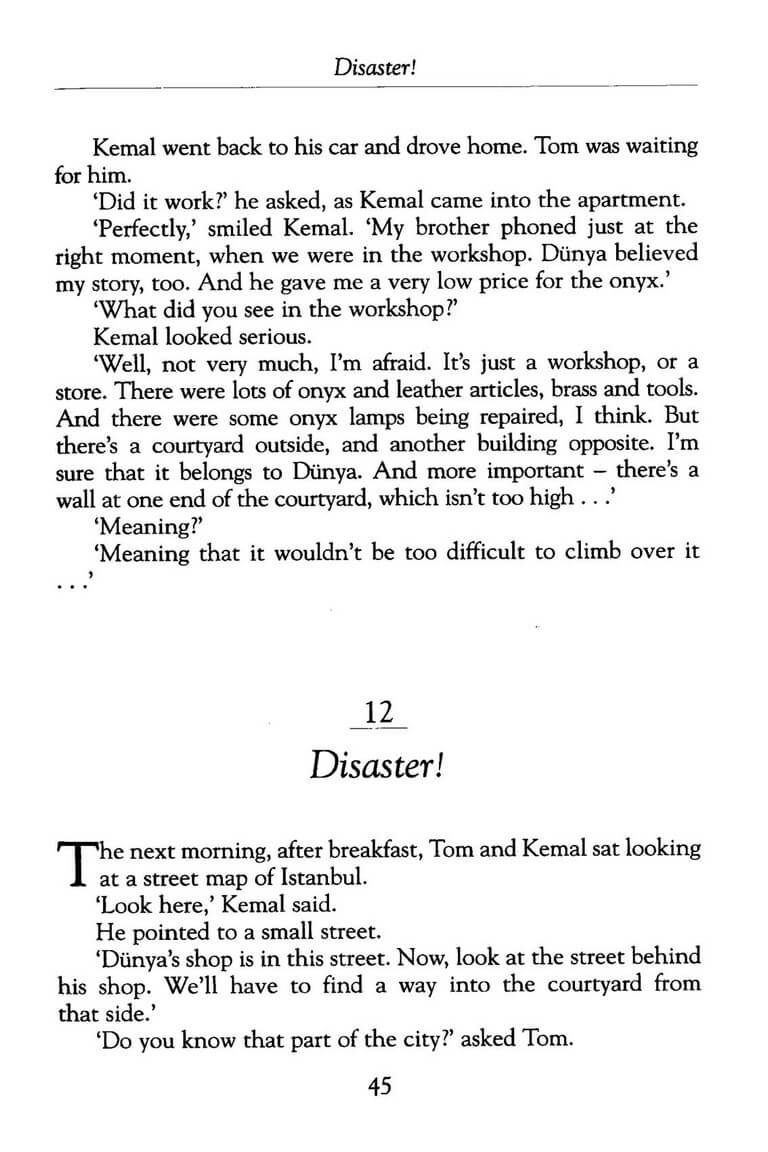 Disaster!
Kemal went back to his car and drove home. Tom was waiting
for him.
‘Did it work?’ he asked, as Kemal came into the apartment.
‘Perfectly,’ smiled Kemal. ‘My brother phoned just at the
right moment, when we were in the workshop. Dünya believed
my story, too. And he gave me a very low price for the onyx.’
‘What did you see in the workshop?’
Kemal looked serious.
‘Well, not very much, I’m afraid. It’s just a workshop, or a
store. There were lots of onyx and leather articles, brass and tools.
And there were some onyx lamps being repaired, I think. But
there’s a courtyard outside, and another building opposite. I’m
sure that it belongs to Dünya. And more important – there’s a
wall at one end of the courtyard, which isn’t too high . . .’
‘Meaning?’
‘Meaning that it wouldn’t be too difficult to climb over it
. . .’
12
Disaster!
The next morning, after breakfast, Tom and Kemal sat looking
at a street map of Istanbul.
‘Look here,’ Kemal said.
He pointed to a small street.
‘Dünya’s shop is in this street. Now, look at the street behind
his shop. We’ll have to find a way into the courtyard from
that side.’
‘Do you know that part of the city?’ asked Tom.
45